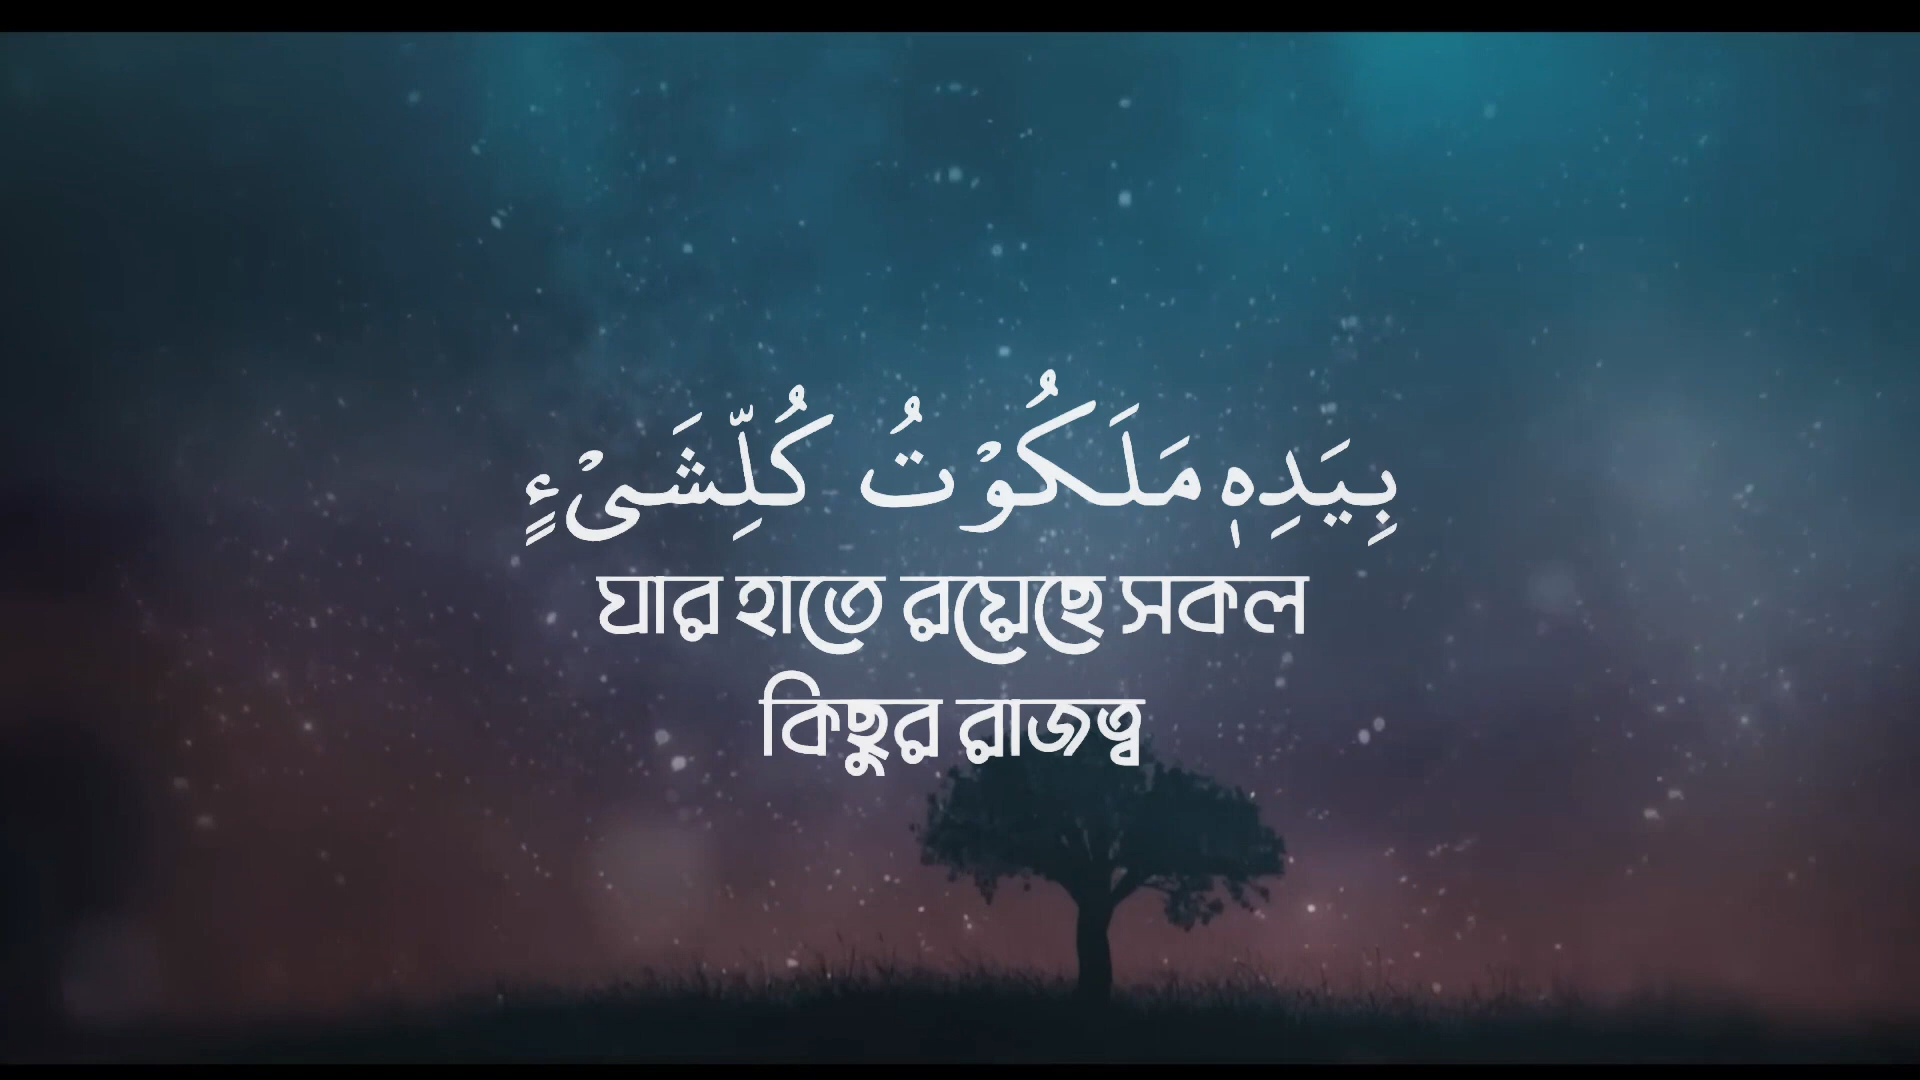 بِيَدِهٖ مَلَكُوْتُ كُلِّشَىْءٍ
যার হাতে রয়েছে সকল
কিছুর রাজত্ব